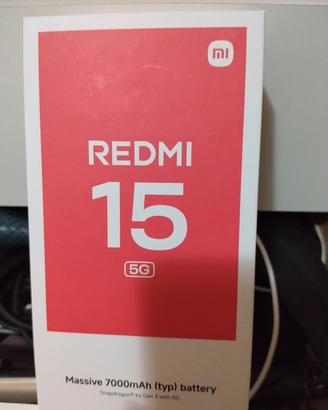 mi
REDMI
15
5G
Massive 7000mAh (typ) battery
Snapdragon® 6s Gen 3 with 5G